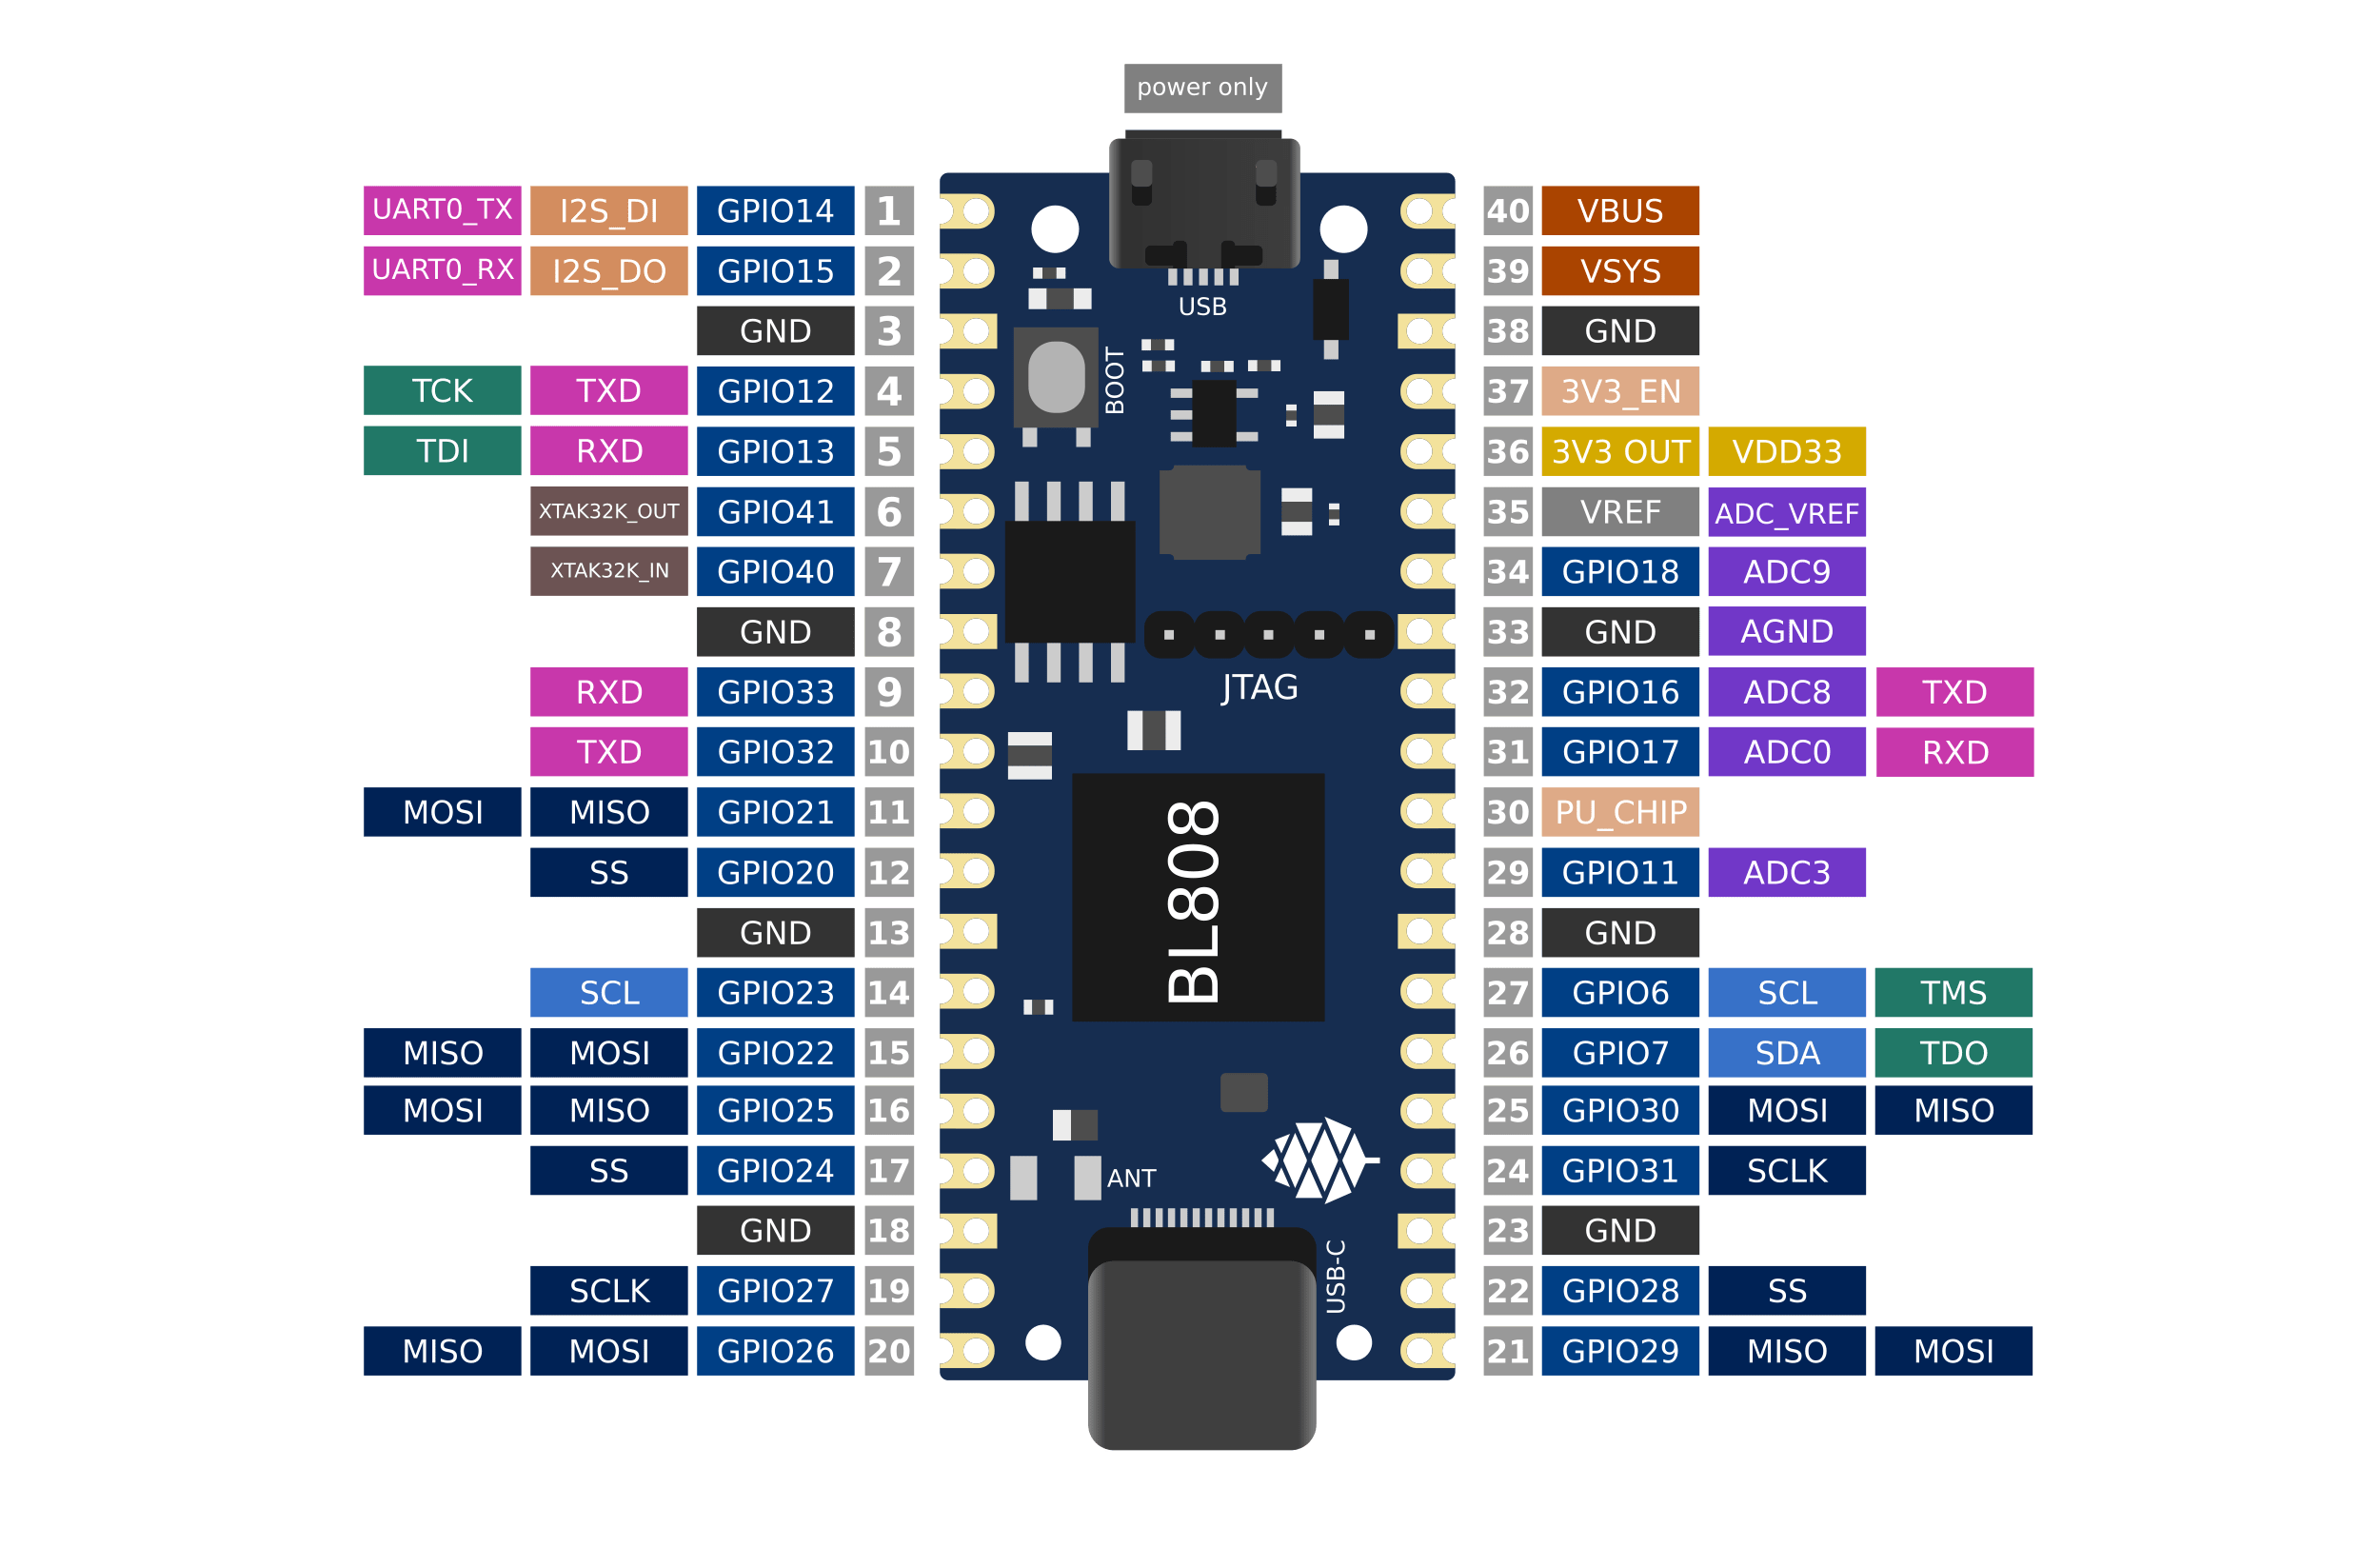 power only
UART0_TX I2S_DI GPIO14 1 40 VBUS
UART0_RX I2S_DO GPIO15 2 39 VSYS
USB
GND 3 38 GND
BOOT
TCK TXD GPIO12 4 37 3V3_EN
TDI RXD GPIO13 5 36 3V3 OUT VDD33
XTAK32K_OUT GPIO41 6 35 VREF ADC_VREF
XTAK32K_IN GPIO40 7 34 GPIO18 ADC9
GND 8 33 GND AGND
JTAG
RXD GPIO33 9 32 GPIO16 ADC8 TXD
TXD GPIO32 10 31 GPIO17 ADC0 RXD
MOSI MISO GPIO21 11 30 PU_CHIP
SS GPIO20 12 29 GPIO11 ADC3
BL808
GND 13 28 GND
SCL GPIO23 14 27 GPIO6 SCL TMS
MISO MOSI GPIO22 15 26 GPIO7 SDA TDO
MOSI MISO GPIO25 16 25 GPIO30 MOSI MISO
SS GPIO24 17 24 GPIO31 SCLK
ANT
GND 18 23 GND
USB-C
SCLK GPIO27 19 22 GPIO28 SS
MISO MOSI GPIO26 20 21 GPIO29 MISO MOSI